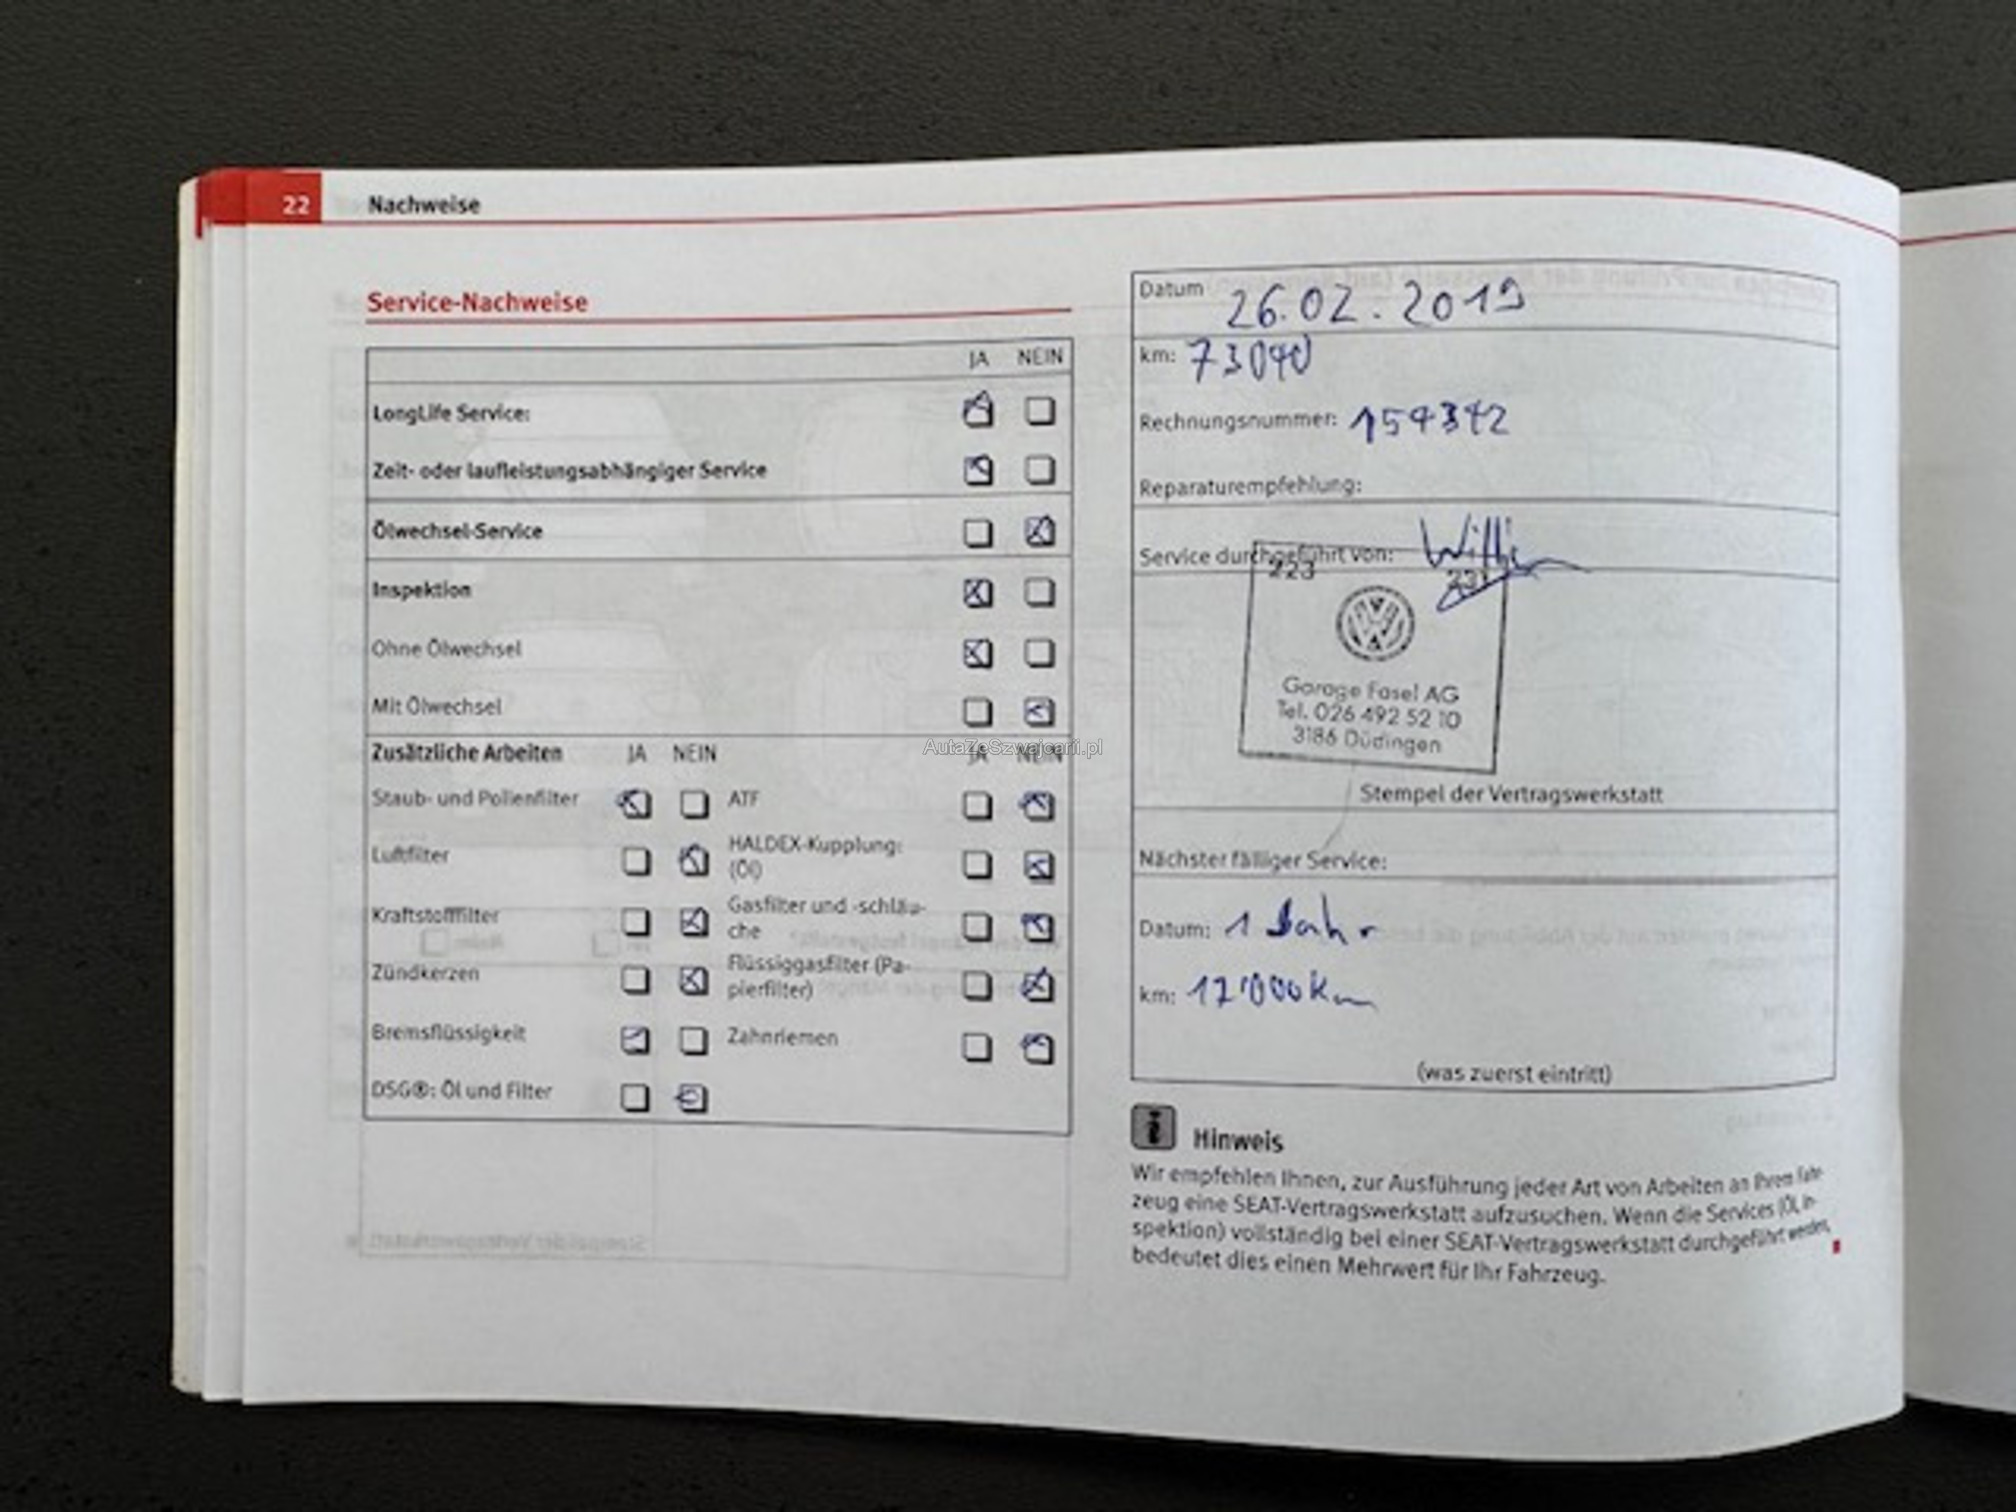 22 Nachweise
Service-Nachweise
JA NEIN
LongLife Service:
Zeit- oder laufleistungsabhängiger Service
Ölwechsel-Service
Inspektion
Ohne Ölwechsel
Mit Ölwechsel
Zusätzliche Arbeiten JA NEIN JA NEIN
Staub- und Pollenfilter ATF
Luftfilter HALDEX-Kupplung:
(Öl)
Kraftstofffilter Gasfilter und -schläu-
che
Zündkerzen Flüssiggasfilter (Pa-
pierfilter)
Bremsflüssigkeit Zahnriemen
DSG®: Öl und Filter
AutaZeSzwajcarii.pl
Datum 26.02.2019
km: 73040
Rechnungsnummer: 154342
Reparaturempfehlung:
Service durchgeführt von:
223 231
Garage Fasel AG
Tel. 026 492 52 10
3186 Düdingen
Stempel der Vertragswerkstatt
Nächster fälliger Service:
Datum: 1 Jahr
km: 17'000 Km
(was zuerst eintritt)
Hinweis
Wir empfehlen Ihnen, zur Ausführung jeder Art von Arbeiten an Ihrem Fahr-
zeug eine SEAT-Vertragswerkstatt aufzusuchen. Wenn die Services (Öl, In-
spektion) vollständig bei einer SEAT-Vertragswerkstatt durchgeführt werden,
bedeutet dies einen Mehrwert für Ihr Fahrzeug.